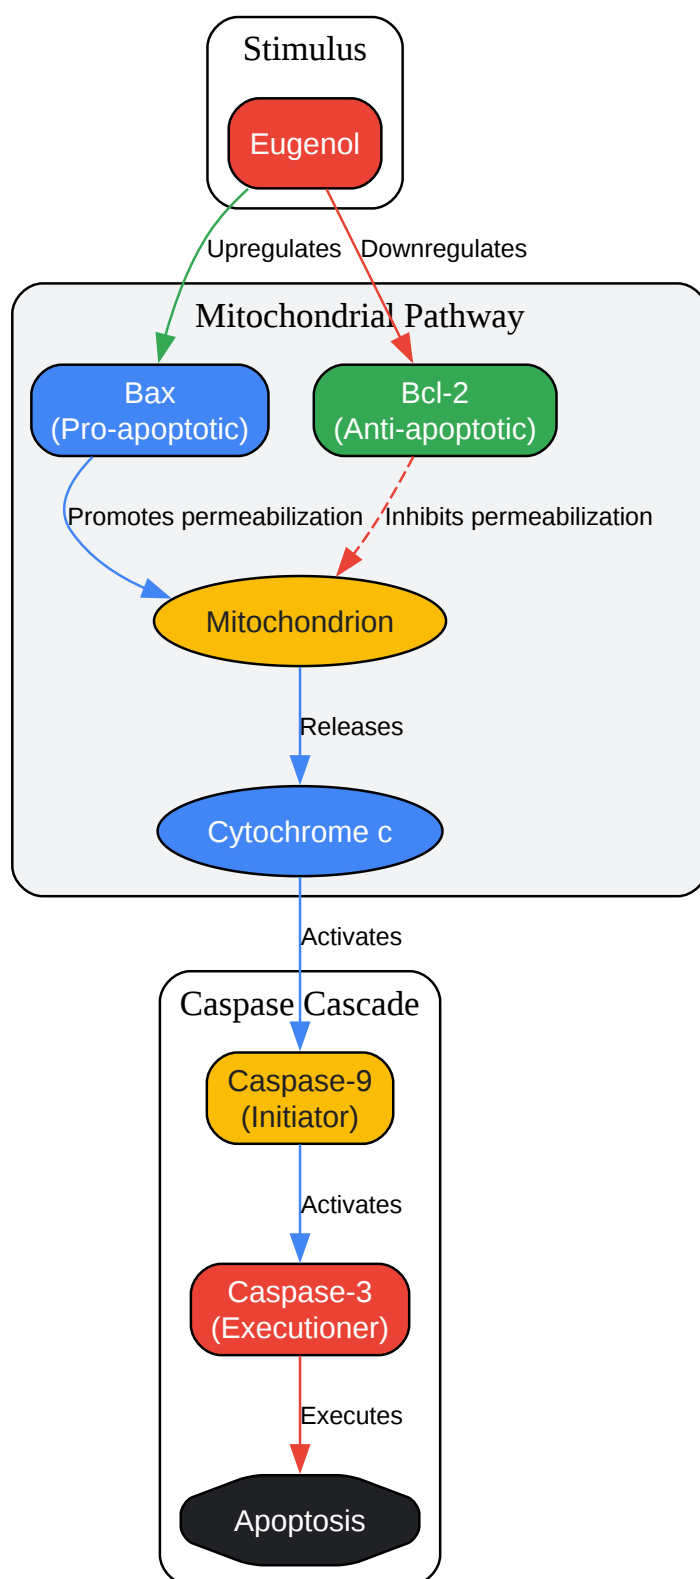 Stimulus
Eugenol
Upregulates
Downregulates
Mitochondrial Pathway
Bax
(Pro-apoptotic)
Bcl-2
(Anti-apoptotic)
Promotes permeabilization
Inhibits permeabilization
Mitochondrion
Releases
Cytochrome c
Activates
Caspase Cascade
Caspase-9
(Initiator)
Activates
Caspase-3
(Executioner)
Executes
Apoptosis